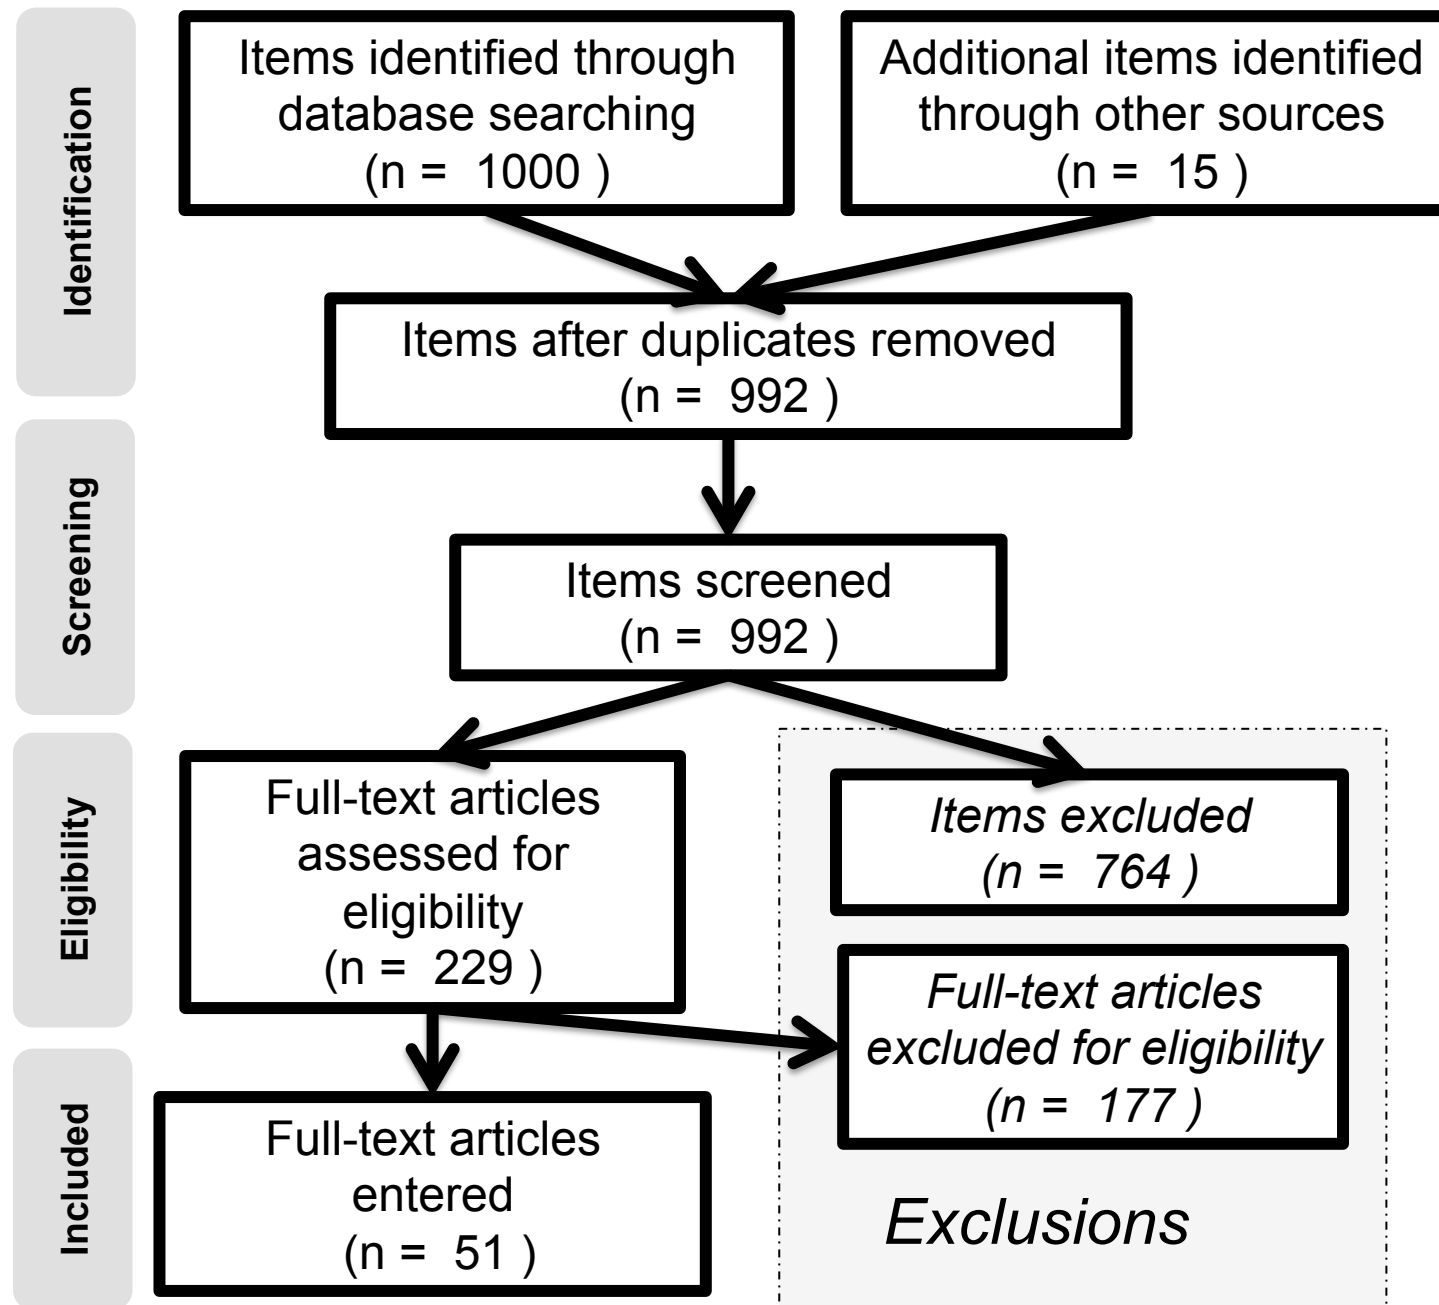 Identification
Items identified through
database searching
(n = 1000 )
Additional items identified
through other sources
(n = 15 )
Items after duplicates removed
(n = 992 )
Screening
Items screened
(n = 992 )
Eligibility
Full-text articles
assessed for
eligibility
(n = 229 )
Items excluded
(n = 764 )
Full-text articles
excluded for eligibility
(n = 177 )
Included
Full-text articles
entered
(n = 51 )
Exclusions